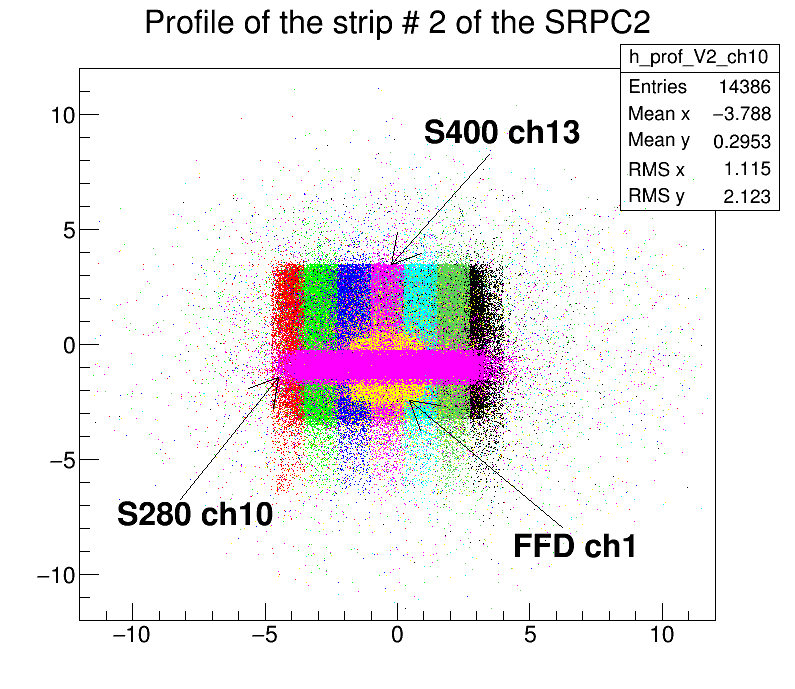 Profile of the strip # 2 of the SRPC2
h_prof_V2_ch10
Entries 14386
Mean x −3.788
Mean y 0.2953
RMS x 1.115
RMS y 2.123
10
5
0
−5
−10
S400 ch13
S280 ch10
FFD ch1
−10 −5 0 5 10